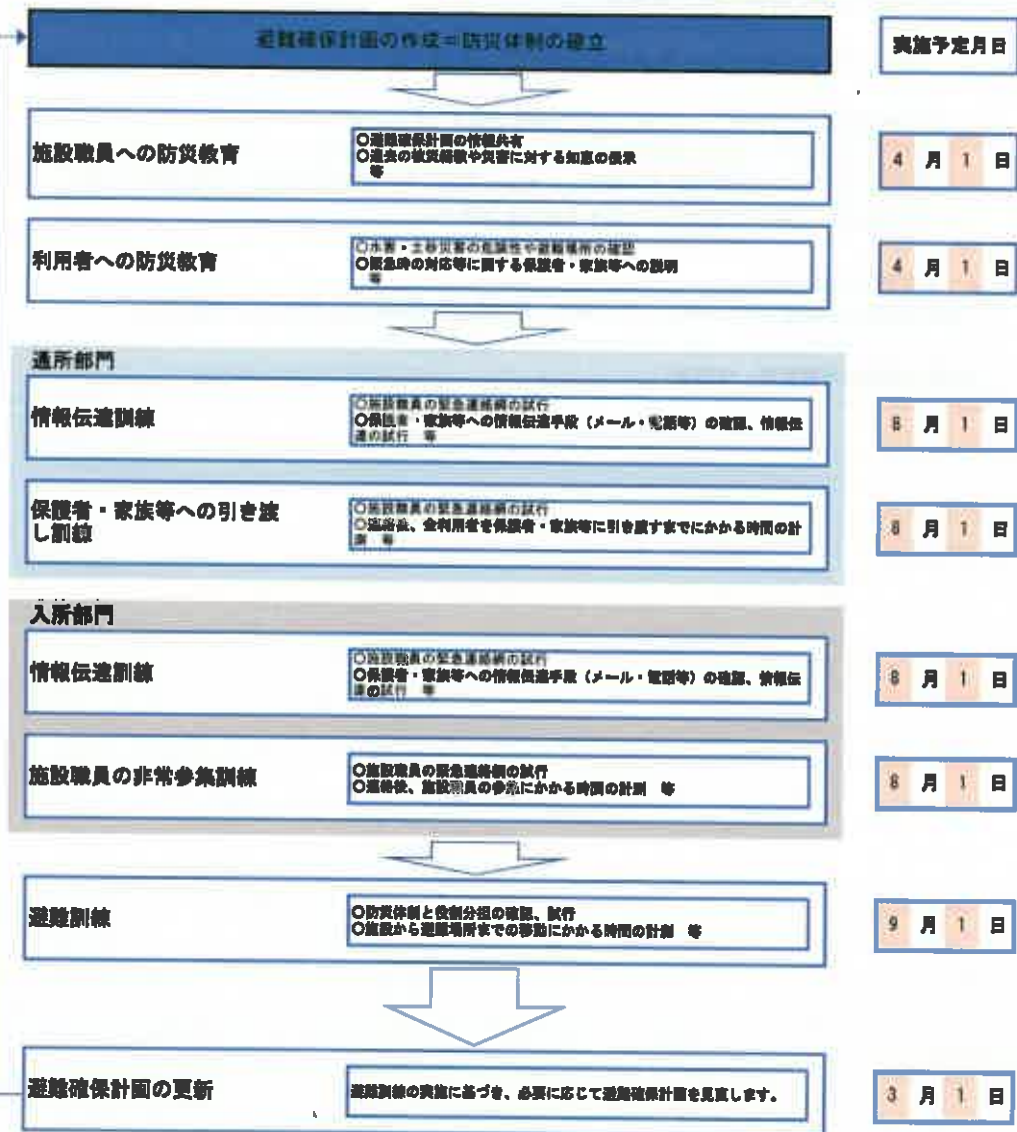 避難確保計画の作成=防災体制の確立
実施予定月日
施設職員への防災教育
〇避難確保計画の情報共有
〇過去の被災経験や災害に対する知恵の伝承
等
4 月 1 日
利用者への防災教育
〇水害・土砂災害の危険性や避難場所の確認
〇緊急時の対応等に関する保護者・家族等への説明
等
4 月 1 日
通所部門
情報伝達訓練
〇施設職員の緊急連絡網の試行
〇保護者・家族等への情報伝達手段(メール・電話等)の確認、情報伝
達の試行 等
月 1 日
保護者・家族等への引き渡
し訓練
〇施設職員の緊急連絡網の試行
〇連絡後、全利用者を保護者・家族等に引き渡すまでにかかる時間の計
測 等
8 月 1 日
入所部門
情報伝達訓練
〇施設職員の緊急連絡網の試行
〇保護者・家族等への情報伝達手段(メール・電話等)の確認、情報伝
達の試行 等
8 月 1 日
施設職員の非常参集訓練
〇施設職員の緊急連絡網の試行
〇連絡後、施設職員の参集にかかる時間の計測 等
8 月 1 日
避難訓練
〇防災体制と役割分担の確認、試行
〇施設から避難場所までの移動にかかる時間の計測 等
9 月 1 日
避難確保計画の更新
避難訓練の実施に基づき、必要に応じて避難確保計画を見直します。
3 月 1 日